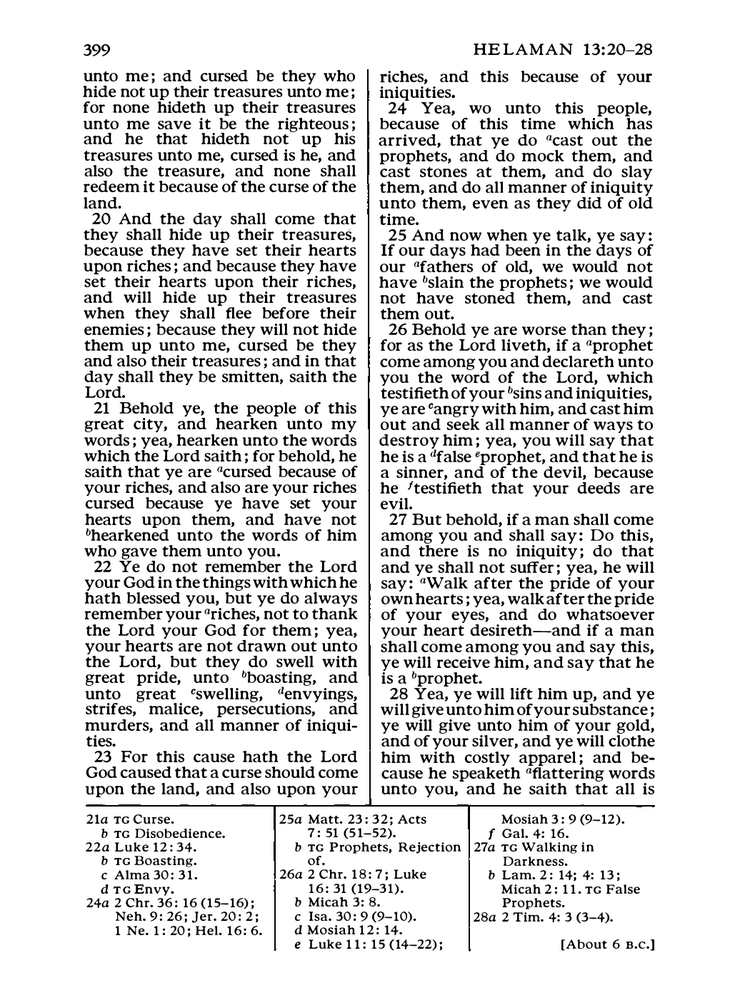 399
HELAMAN 13:20–28
unto me; and cursed be they who
hide not up their treasures unto me;
for none hideth up their treasures
unto me save it be the righteous;
and he that hideth not up his
treasures unto me, cursed is he, and
also the treasure, and none shall
redeem it because of the curse of the
land.
20 And the day shall come that
they shall hide up their treasures,
because they have set their hearts
upon riches; and because they have
set their hearts upon their riches,
and will hide up their treasures
when they shall flee before their
enemies; because they will not hide
them up unto me, cursed be they
and also their treasures; and in that
day shall they be smitten, saith the
Lord.
21 Behold ye, the people of this
great city, and hearken unto my
words; yea, hearken unto the words
which the Lord saith; for behold, he
saith that ye are acursed because of
your riches, and also are your riches
cursed because ye have set your
hearts upon them, and have not
bhearkened unto the words of him
who gave them unto you.
22 Ye do not remember the Lord
your God in the things with which he
hath blessed you, but ye do always
remember your ariches, not to thank
the Lord your God for them; yea,
your hearts are not drawn out unto
the Lord, but they do swell with
great pride, unto bboasting, and
unto great cswelling, denvyings,
strifes, malice, persecutions, and
murders, and all manner of iniqui-
ties.
23 For this cause hath the Lord
God caused that a curse should come
upon the land, and also upon your
riches, and this because of your
iniquities.
24 Yea, wo unto this people,
because of this time which has
arrived, that ye do acast out the
prophets, and do mock them, and
cast stones at them, and do slay
them, and do all manner of iniquity
unto them, even as they did of old
time.
25 And now when ye talk, ye say:
If our days had been in the days of
our afathers of old, we would not
have bslain the prophets; we would
not have stoned them, and cast
them out.
26 Behold ye are worse than they;
for as the Lord liveth, if a aprophet
come among you and declareth unto
you the word of the Lord, which
testifieth of your bsins and iniquities,
ye are cangry with him, and cast him
out and seek all manner of ways to
destroy him; yea, you will say that
he is a dfalse eprophet, and that he is
a sinner, and of the devil, because
he ftestifieth that your deeds are
evil.
27 But behold, if a man shall come
among you and shall say: Do this,
and there is no iniquity; do that
and ye shall not suffer; yea, he will
say: aWalk after the pride of your
own hearts; yea, walk after the pride
of your eyes, and do whatsoever
your heart desireth—and if a man
shall come among you and say this,
ye will receive him, and say that he
is a bprophet.
28 Yea, ye will lift him up, and ye
will give unto him of your substance;
ye will give unto him of your gold,
and of your silver, and ye will clothe
him with costly apparel; and be-
cause he speaketh aflattering words
unto you, and he saith that all is
21a TG Curse.
b TG Disobedience.
22a Luke 12:34.
b TG Boasting.
c Alma 30:31.
d TG Envy.
24a 2 Chr. 36:16 (15–16);
Neh. 9:26; Jer. 20:2;
1 Ne. 1:20; Hel. 16:6.
25a Matt. 23:32; Acts
7:51 (51–52).
b TG Prophets, Rejection
of.
26a 2 Chr. 18:7; Luke
16:31 (19–31).
b Micah 3:8.
c Isa. 30:9 (9–10).
d Mosiah 12:14.
e Luke 11:15 (14–22);
Mosiah 3:9 (9–12).
f Gal. 4:16.
27a TG Walking in
Darkness.
b Lam. 2:14; 4:13;
Micah 2:11. TG False
Prophets.
28a 2 Tim. 4:3 (3–4).
[About 6 B.C.]